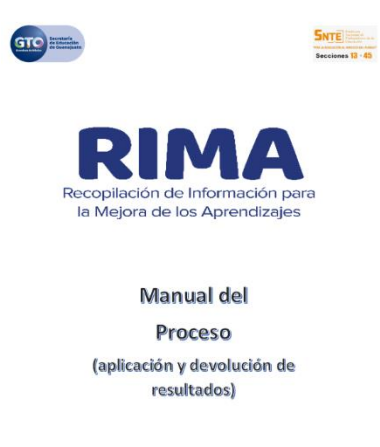 GTO
Secretaría
de Educación
de Guanajuato
SNTE
Secciones 13 - 45
RIMA
Recopilación de Información para
la Mejora de los Aprendizajes
Manual del
Proceso
(aplicación y devolución de
resultados)